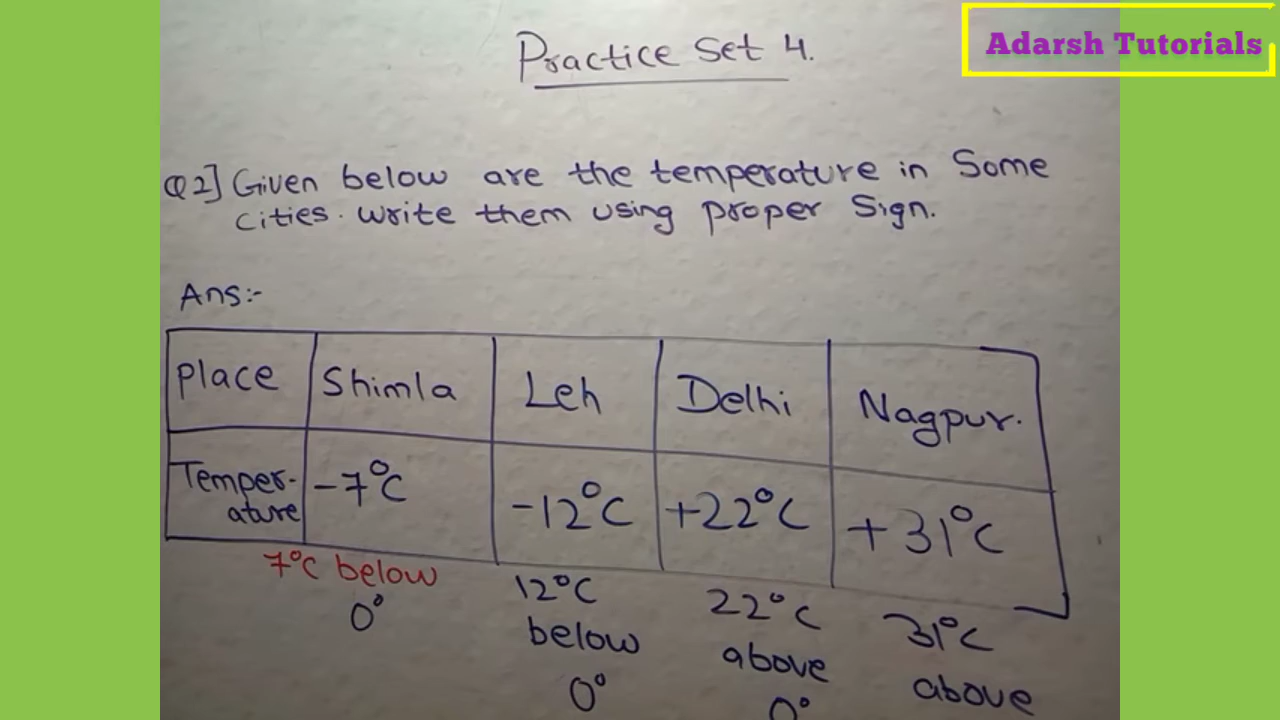 Adarsh Tutorials
Practice Set 4.
Q2] Given below are the temperature in Some
Cities. Write them using proper Sign.
Ans:-
Place Shimla Leh Delhi Nagpur.
Temper-
ature -7°C -12°C +22°C +31°C
7°C below 12°C 22°C 31°C
0° below above above
0° 0°